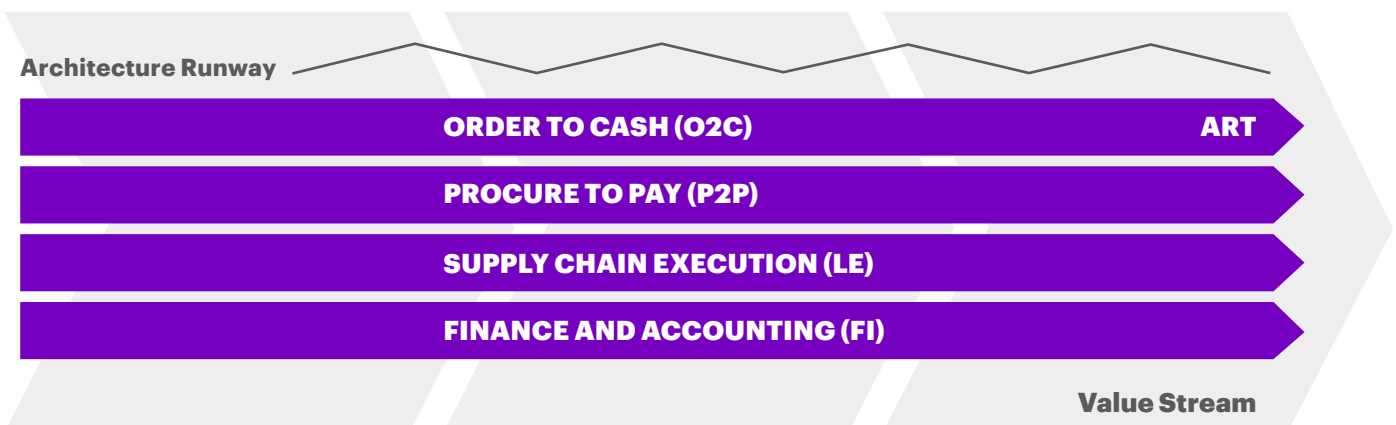 Architecture Runway
ORDER TO CASH (O2C) ART
PROCURE TO PAY (P2P)
SUPPLY CHAIN EXECUTION (LE)
FINANCE AND ACCOUNTING (FI)
Value Stream